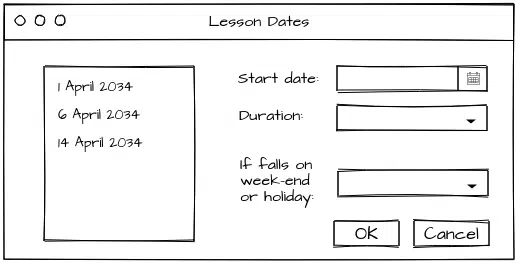 Lesson Dates
1 April 2034
6 April 2034
14 April 2034
Start date:
Duration:
If falls on
week-end
or holiday:
OK
Cancel